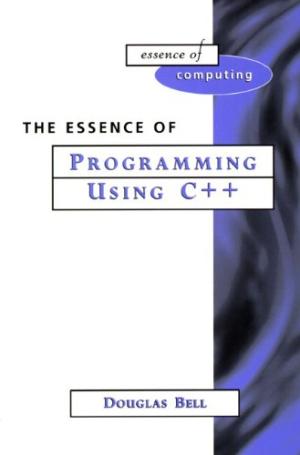 essence of
computing
THE ESSENCE OF
PROGRAMMING
USING C++
DOUGLAS BELL